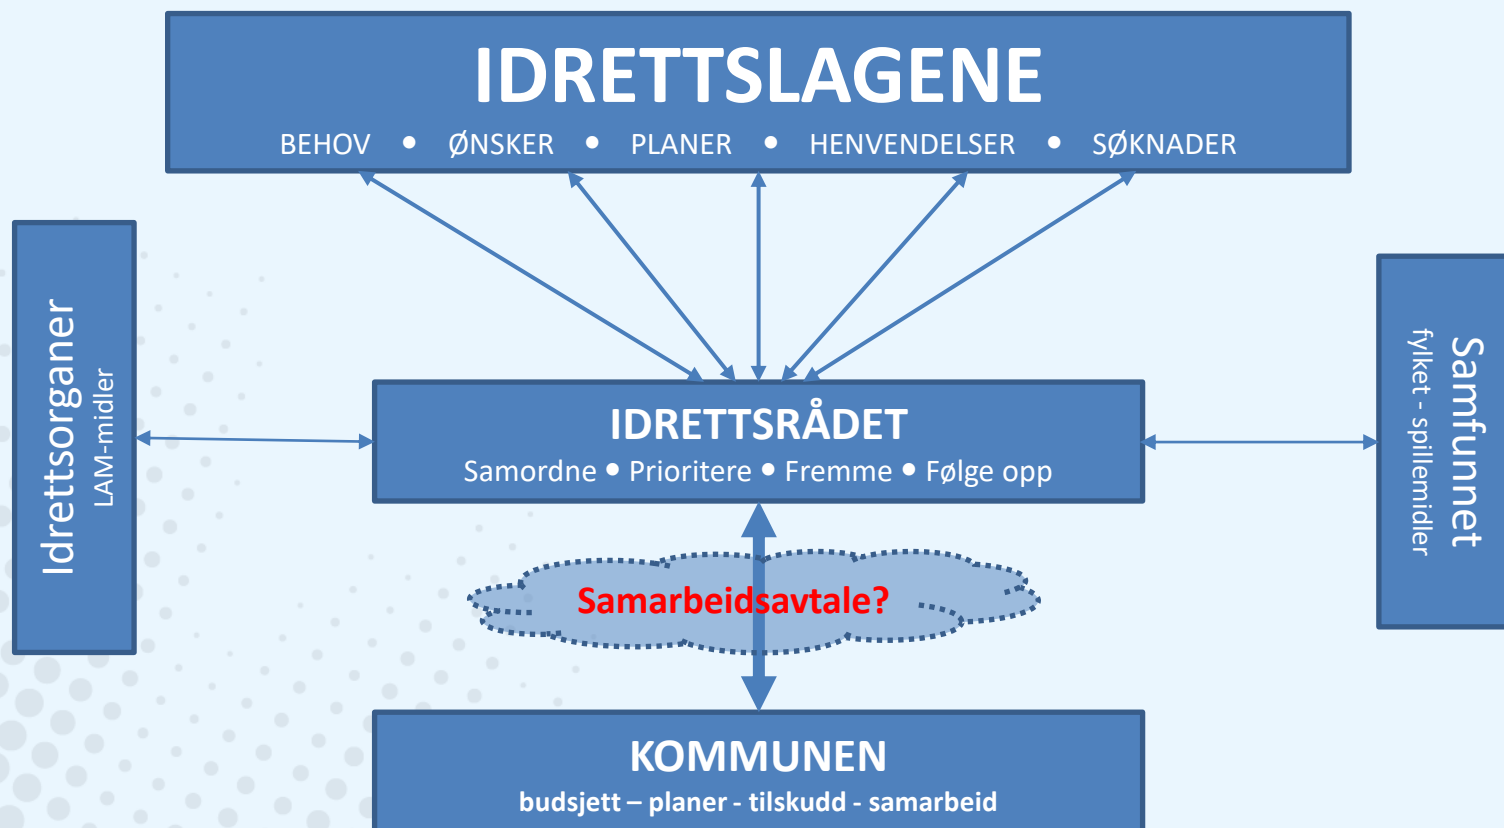 IDRETTSLAGENE
BEHOV • ØNSKER • PLANER • HENVENDELSER • SØKNADER
Idrettsorganer
LAM-midler
IDRETTSRÅDET
Samordne • Prioritere • Fremme • Følge opp
Samfunnet
fylket - spillemidler
Samarbeidsavtale?
KOMMUNEN
budsjett – planer - tilskudd - samarbeid